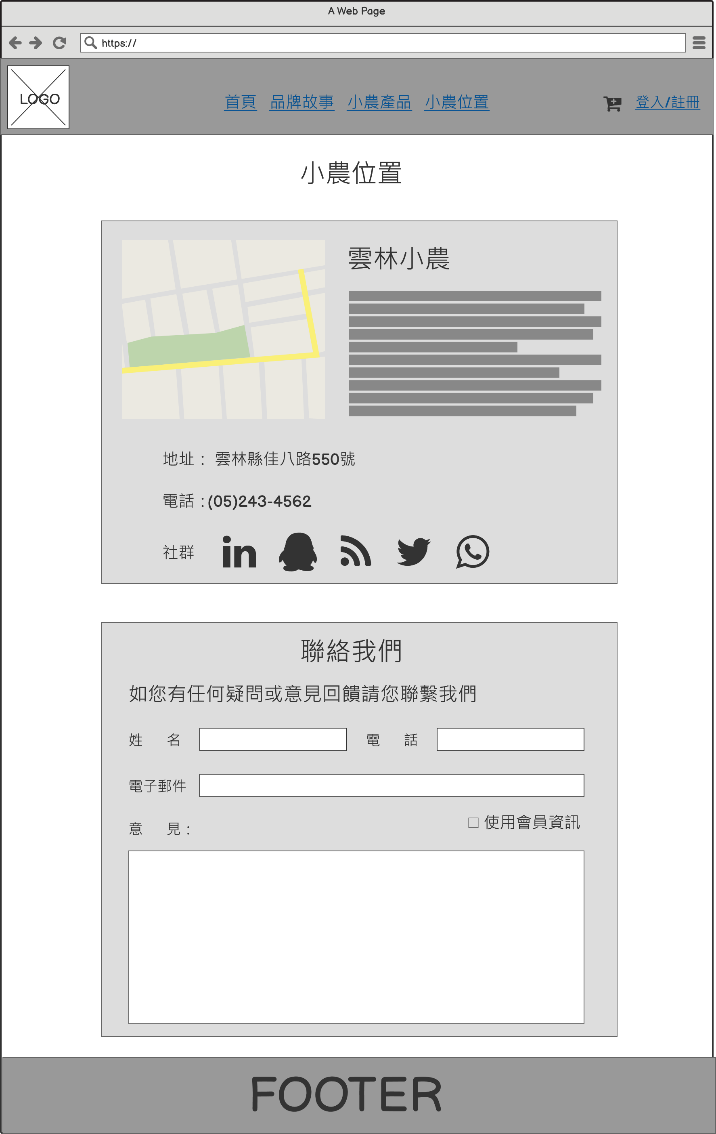 A Web Page
https://
LOGO
首頁 品牌故事 小農產品 小農位置 登入/註冊
小農位置
雲林小農
地址： 雲林縣佳八路550號
電話：(05)243-4562
社群
聯絡我們
如您有任何疑問或意見回饋請您聯繫我們
姓 名 電 話
電子郵件
使用會員資訊
意 見：
FOOTER